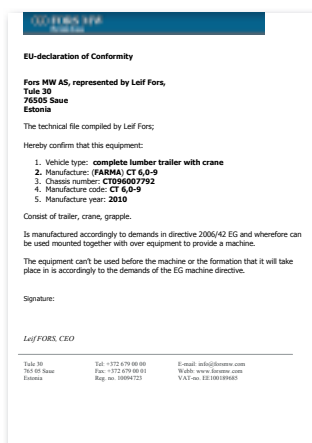 FORS MW
EU-declaration of Conformity
Fors MW AS, represented by Leif Fors,
Tule 30
76505 Saue
Estonia
The technical file compiled by Leif Fors;
Hereby confirm that this equipment:
1. Vehicle type: complete lumber trailer with crane
2. Manufacture: (FARMA) CT 6,0-9
3. Chassis number: CT096007792
4. Manufacture code: CT 6,0-9
5. Manufacture year: 2010
Consist of trailer, crane, grapple.
Is manufactured accordingly to demands in directive 2006/42 EG and wherefore can
be used mounted together with over equipment to provide a machine.
The equipment can't be used before the machine or the formation that it will take
place in is accordingly to the demands of the EG machine directive.
Signature:
Leif FORS, CEO
Tule 30 Tel: +372 679 00 00 E-mail: info@forsmw.com
765 05 Saue Fax: +372 679 00 01 Webb: www.forsmw.com
Estonia Reg. no. 10094723 VAT-no. EE100189685